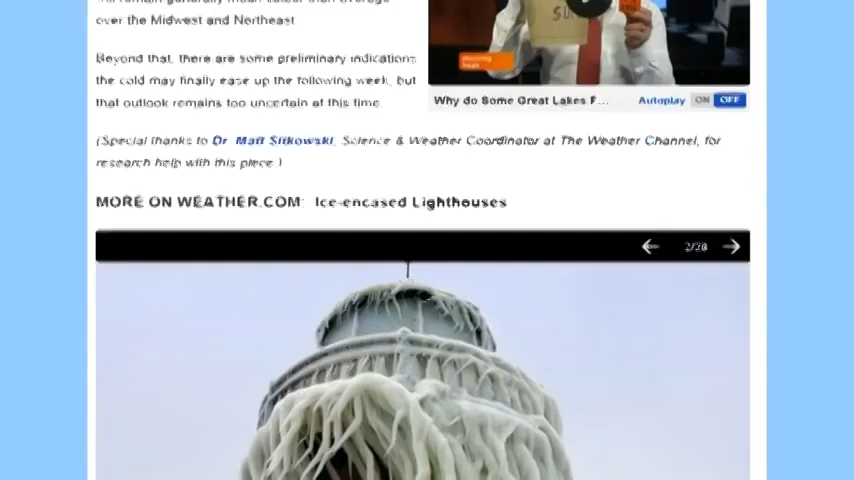 over the Midwest and Northeast.
Beyond that, there are some preliminary indications
the cold may finally ease up the following week, but
that outlook remains too uncertain at this time.
Why do Some Great Lakes F...
Autoplay ON OFF
(Special thanks to Dr. Matt Sitkowski, Science & Weather Coordinator at The Weather Channel, for
research help with this piece.)
MORE ON WEATHER.COM: Ice-encased Lighthouses